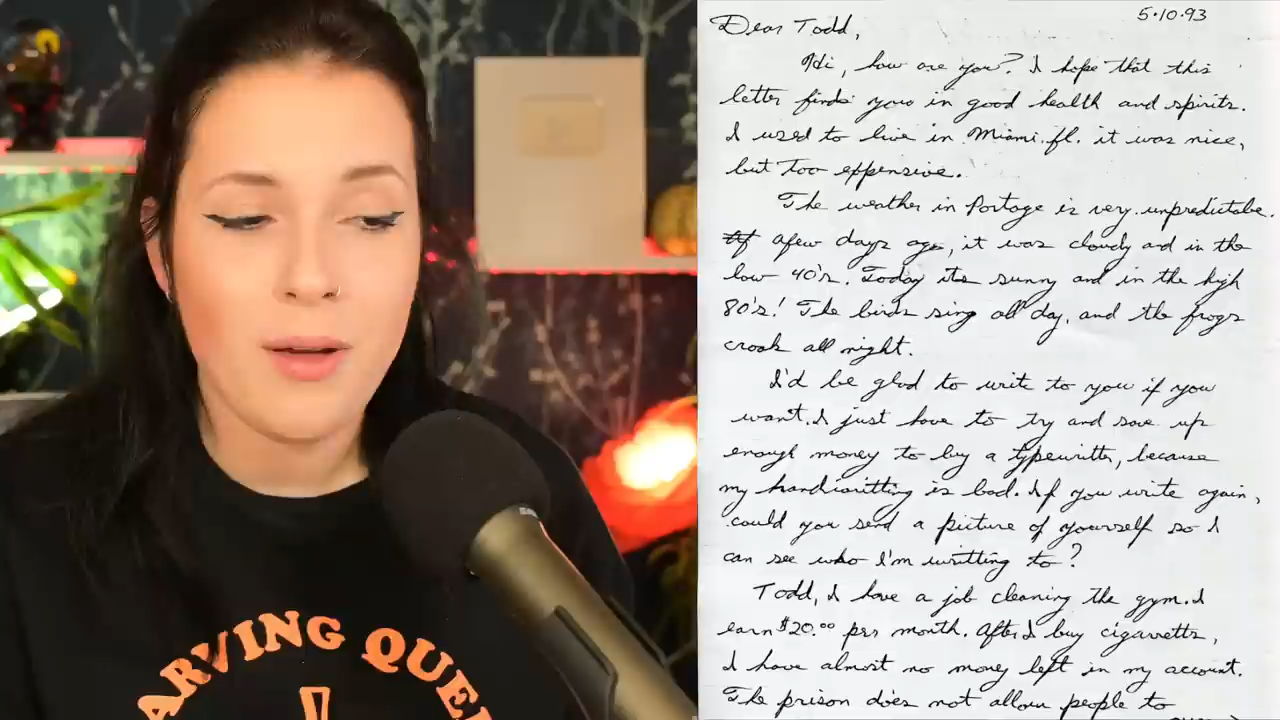 5.10.93
Dear Todd,
Hi, how are you? I hope that this
letter finds you in good health and spirits.
I used to live in Miami.fl. it was nice,
but too expensive.
The weather in Portage is very unpredictabe.
afew days ago, it was cloudy and in the
low 40's. Today its sunny and in the high
80's! The birds sing all day, and the frogs
croak all night.
I'd be glad to write to you if you
want. I just have to try and save up
enough money to buy a typewritter, because
my handwritting is bad. If you write again,
could you send a picture of yourself so I
can see who I'm writting to?
Todd, I have a job cleaning the gym. I
earn $20.00 per month. After I buy cigaretts,
I have almost no money left in my account.
The prison does not allow people to
ARVING QUEE